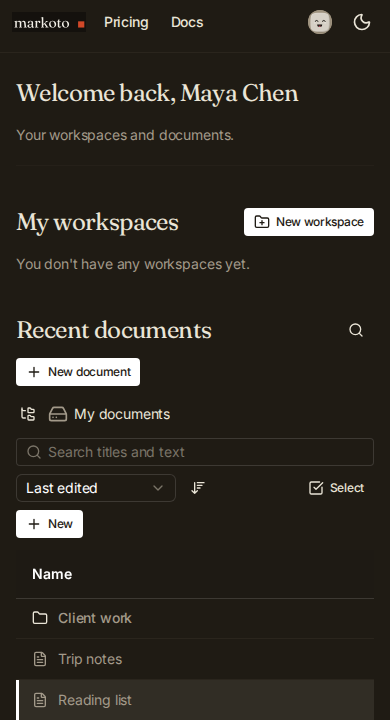 markoto Pricing Docs
Welcome back, Maya Chen
Your workspaces and documents.
My workspaces New workspace
You don't have any workspaces yet.
Recent documents
New document
My documents
Search titles and text
Last edited Select
New
Name
Client work
Trip notes
Reading list